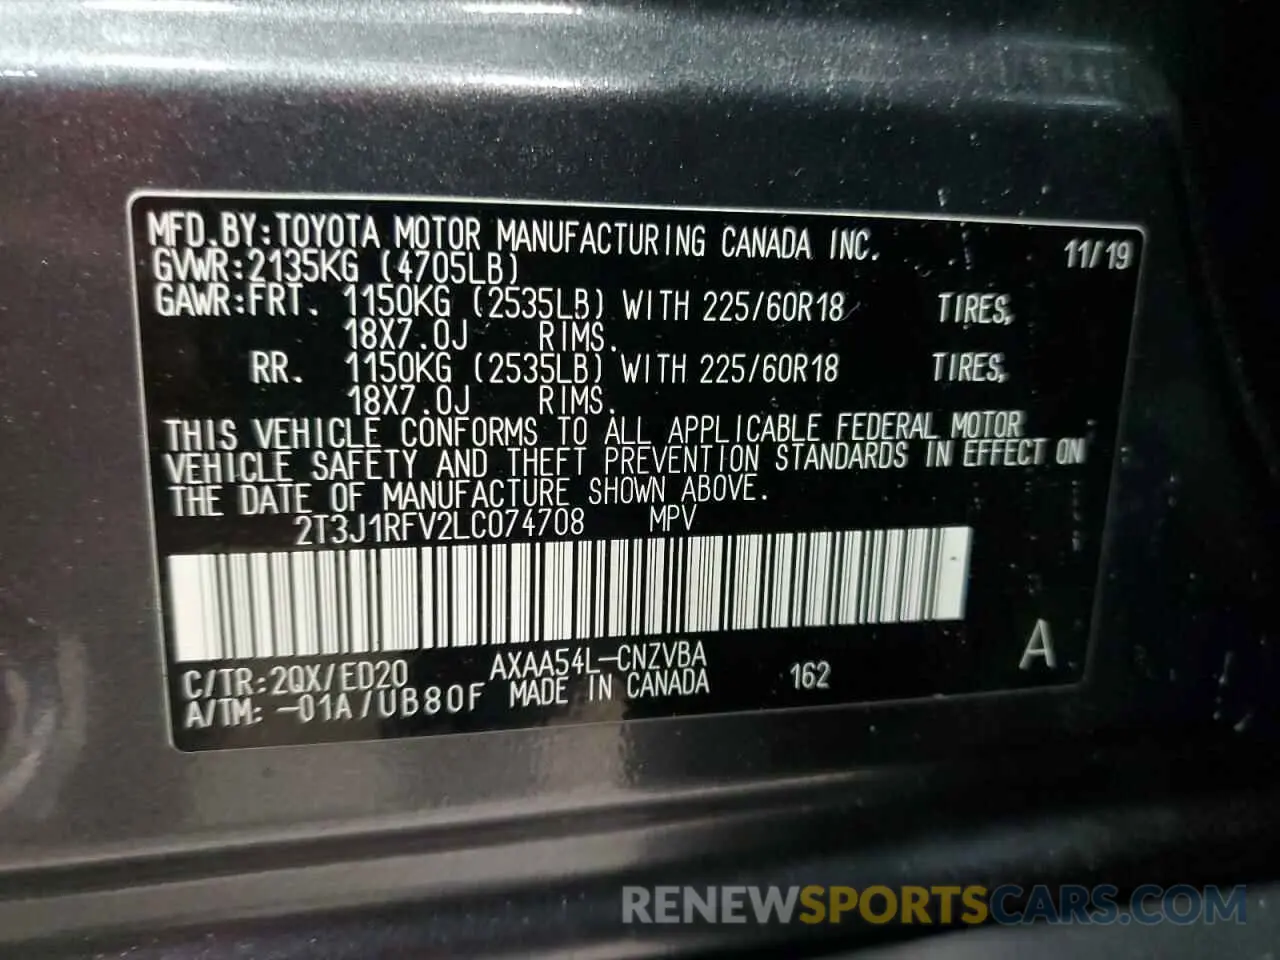 MFD.BY:TOYOTA MOTOR MANUFACTURING CANADA INC. 11/19
GVWR:2135KG (4705LB)
GAWR:FRT. 1150KG (2535LB) WITH 225/60R18 TIRES,
18X7.0J RIMS.
RR. 1150KG (2535LB) WITH 225/60R18 TIRES,
18X7.0J RIMS.
THIS VEHICLE CONFORMS TO ALL APPLICABLE FEDERAL MOTOR
VEHICLE SAFETY AND THEFT PREVENTION STANDARDS IN EFFECT ON
THE DATE OF MANUFACTURE SHOWN ABOVE.
2T3J1RFV2LC074708 MPV
C/TR:2QX/ED20 AXAA54L-CNZVBA 162 A
A/TM:-01A/UB80F MADE IN CANADA
RENEWSPORTSCARS.COM